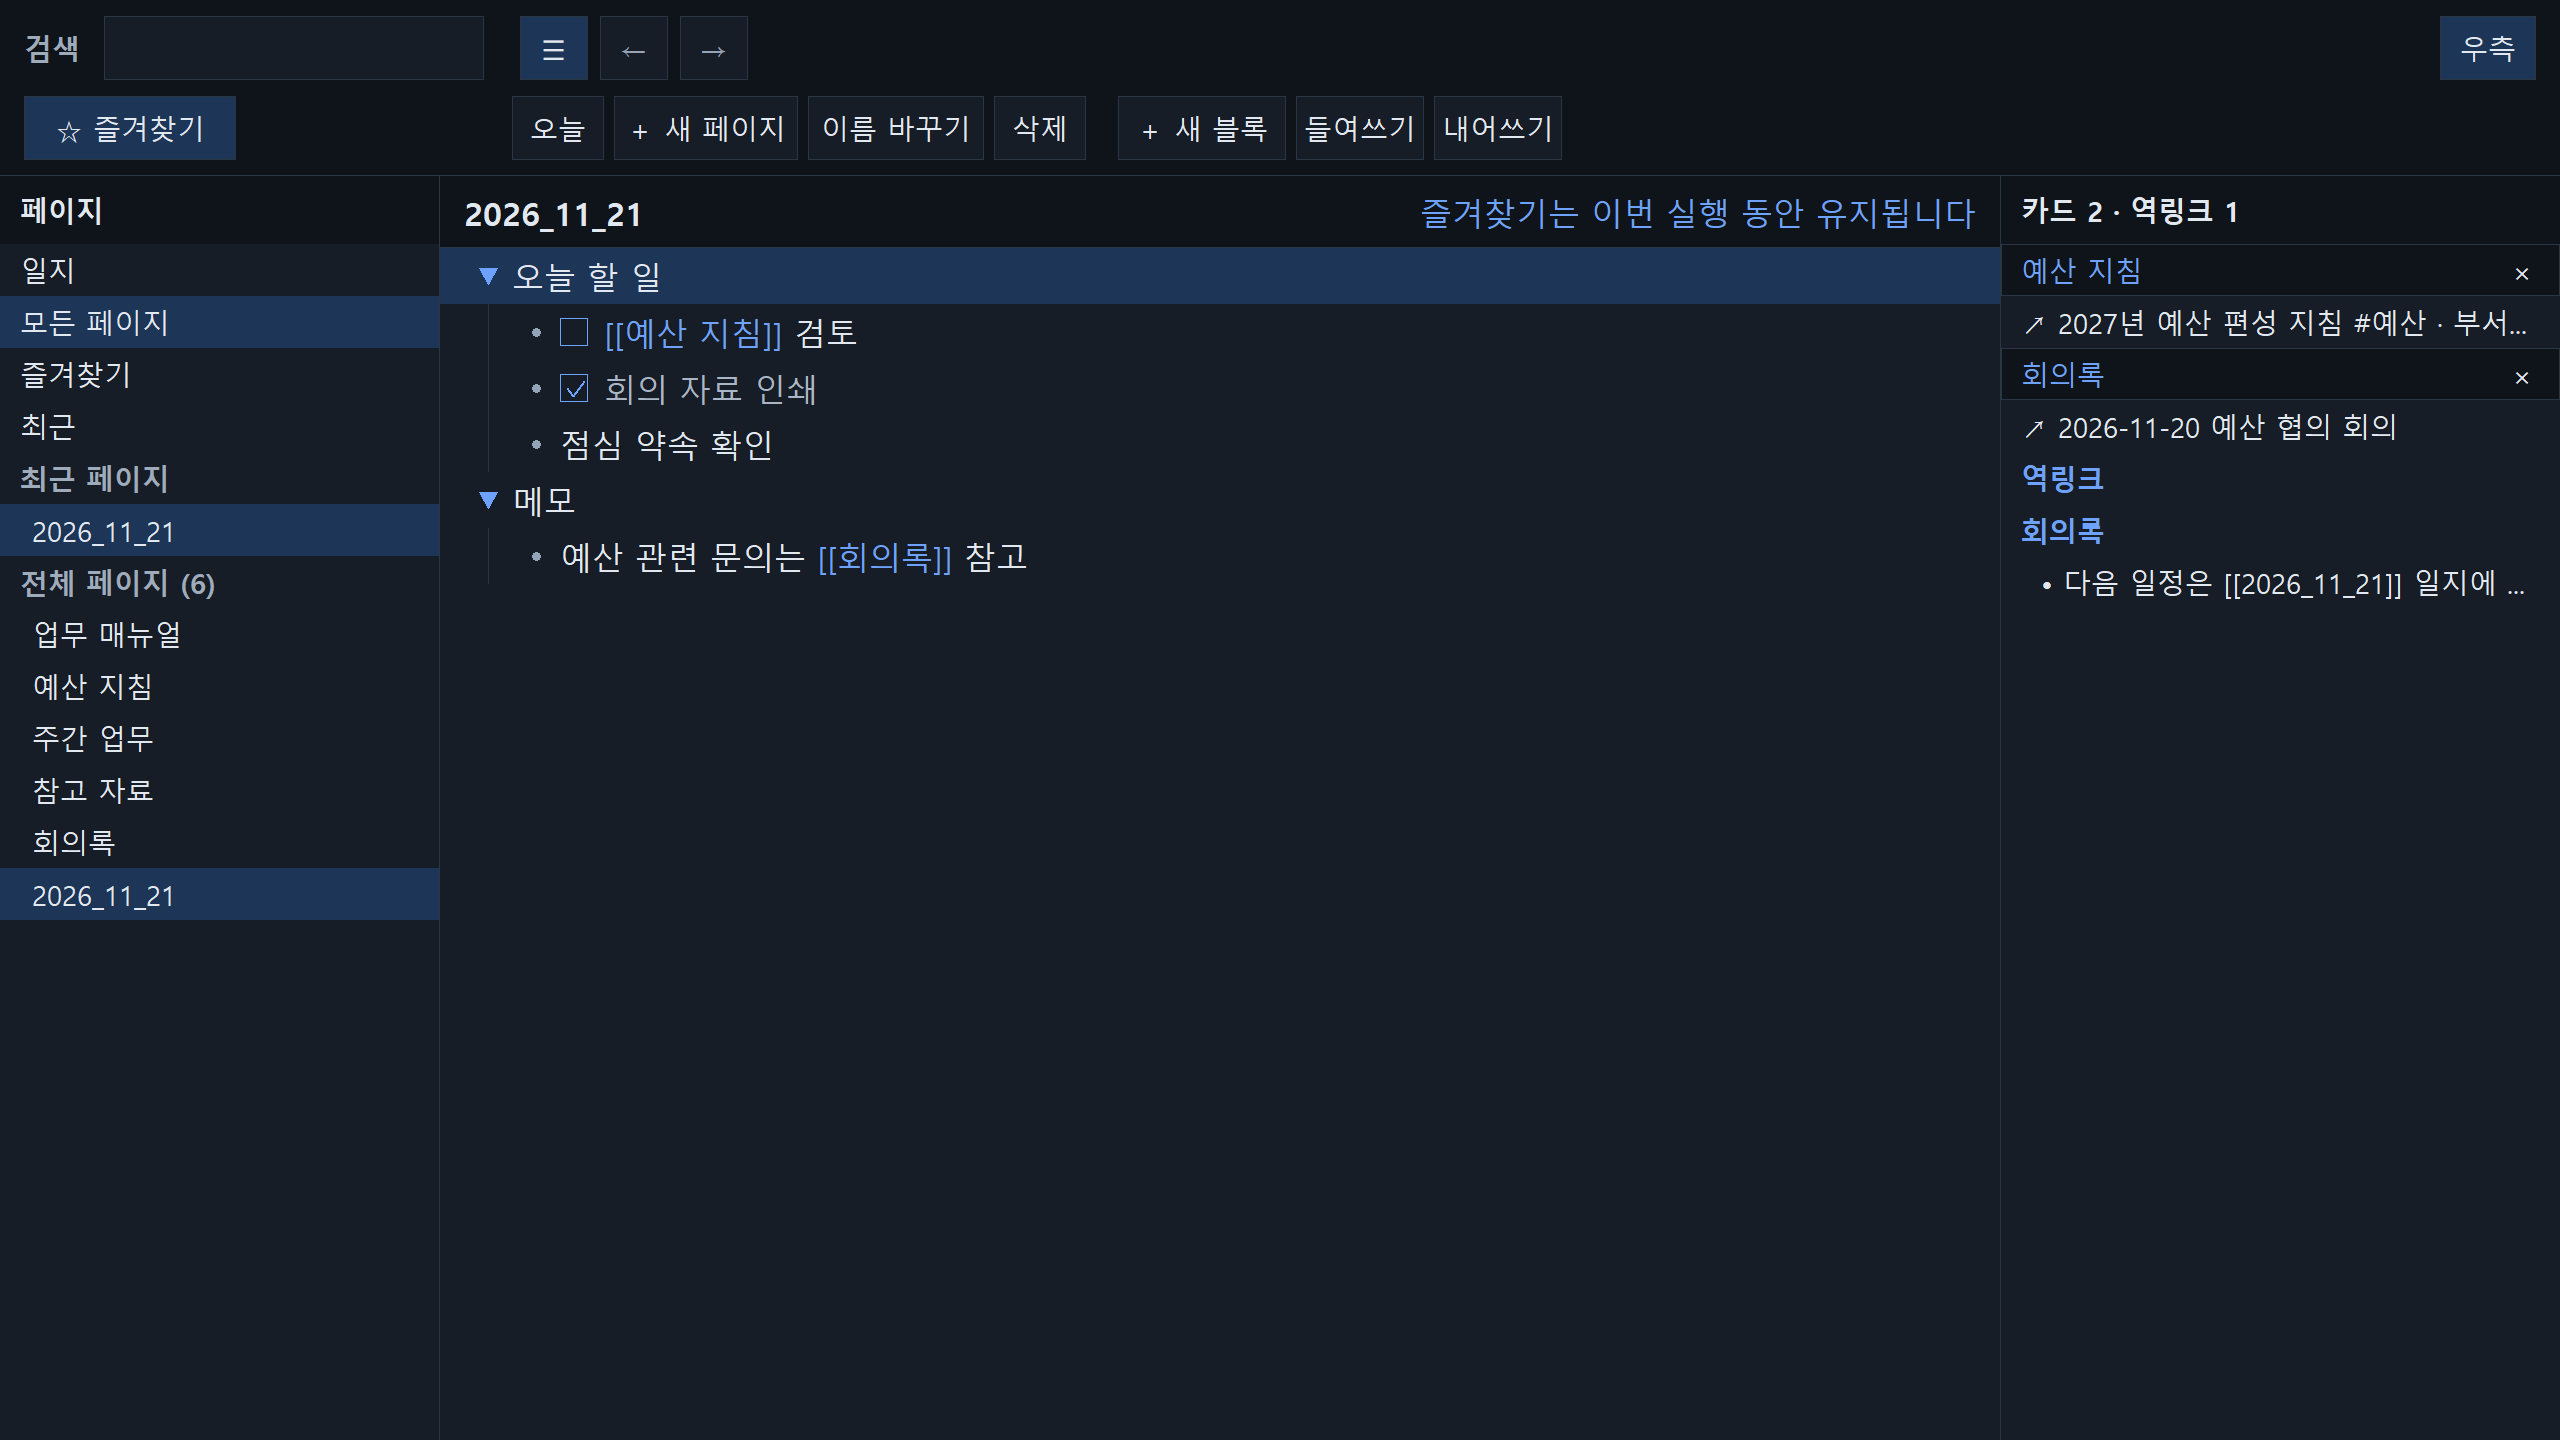 검색
☰ ← →
우측
☆ 즐겨찾기
오늘
+ 새 페이지
이름 바꾸기
삭제
+ 새 블록
들여쓰기
내어쓰기
페이지
일지
모든 페이지
즐겨찾기
최근
최근 페이지
2026_11_21
전체 페이지 (6)
업무 매뉴얼
예산 지침
주간 업무
참고 자료
회의록
2026_11_21
2026_11_21
즐겨찾기는 이번 실행 동안 유지됩니다
▼ 오늘 할 일
• ☐ [[예산 지침]] 검토
• ☑ 회의 자료 인쇄
• 점심 약속 확인
▼ 메모
• 예산 관련 문의는 [[회의록]] 참고
카드 2 · 역링크 1
예산 지침 ×
↗ 2027년 예산 편성 지침 #예산 · 부서...
회의록 ×
↗ 2026-11-20 예산 협의 회의
역링크
회의록
• 다음 일정은 [[2026_11_21]] 일지에 ...